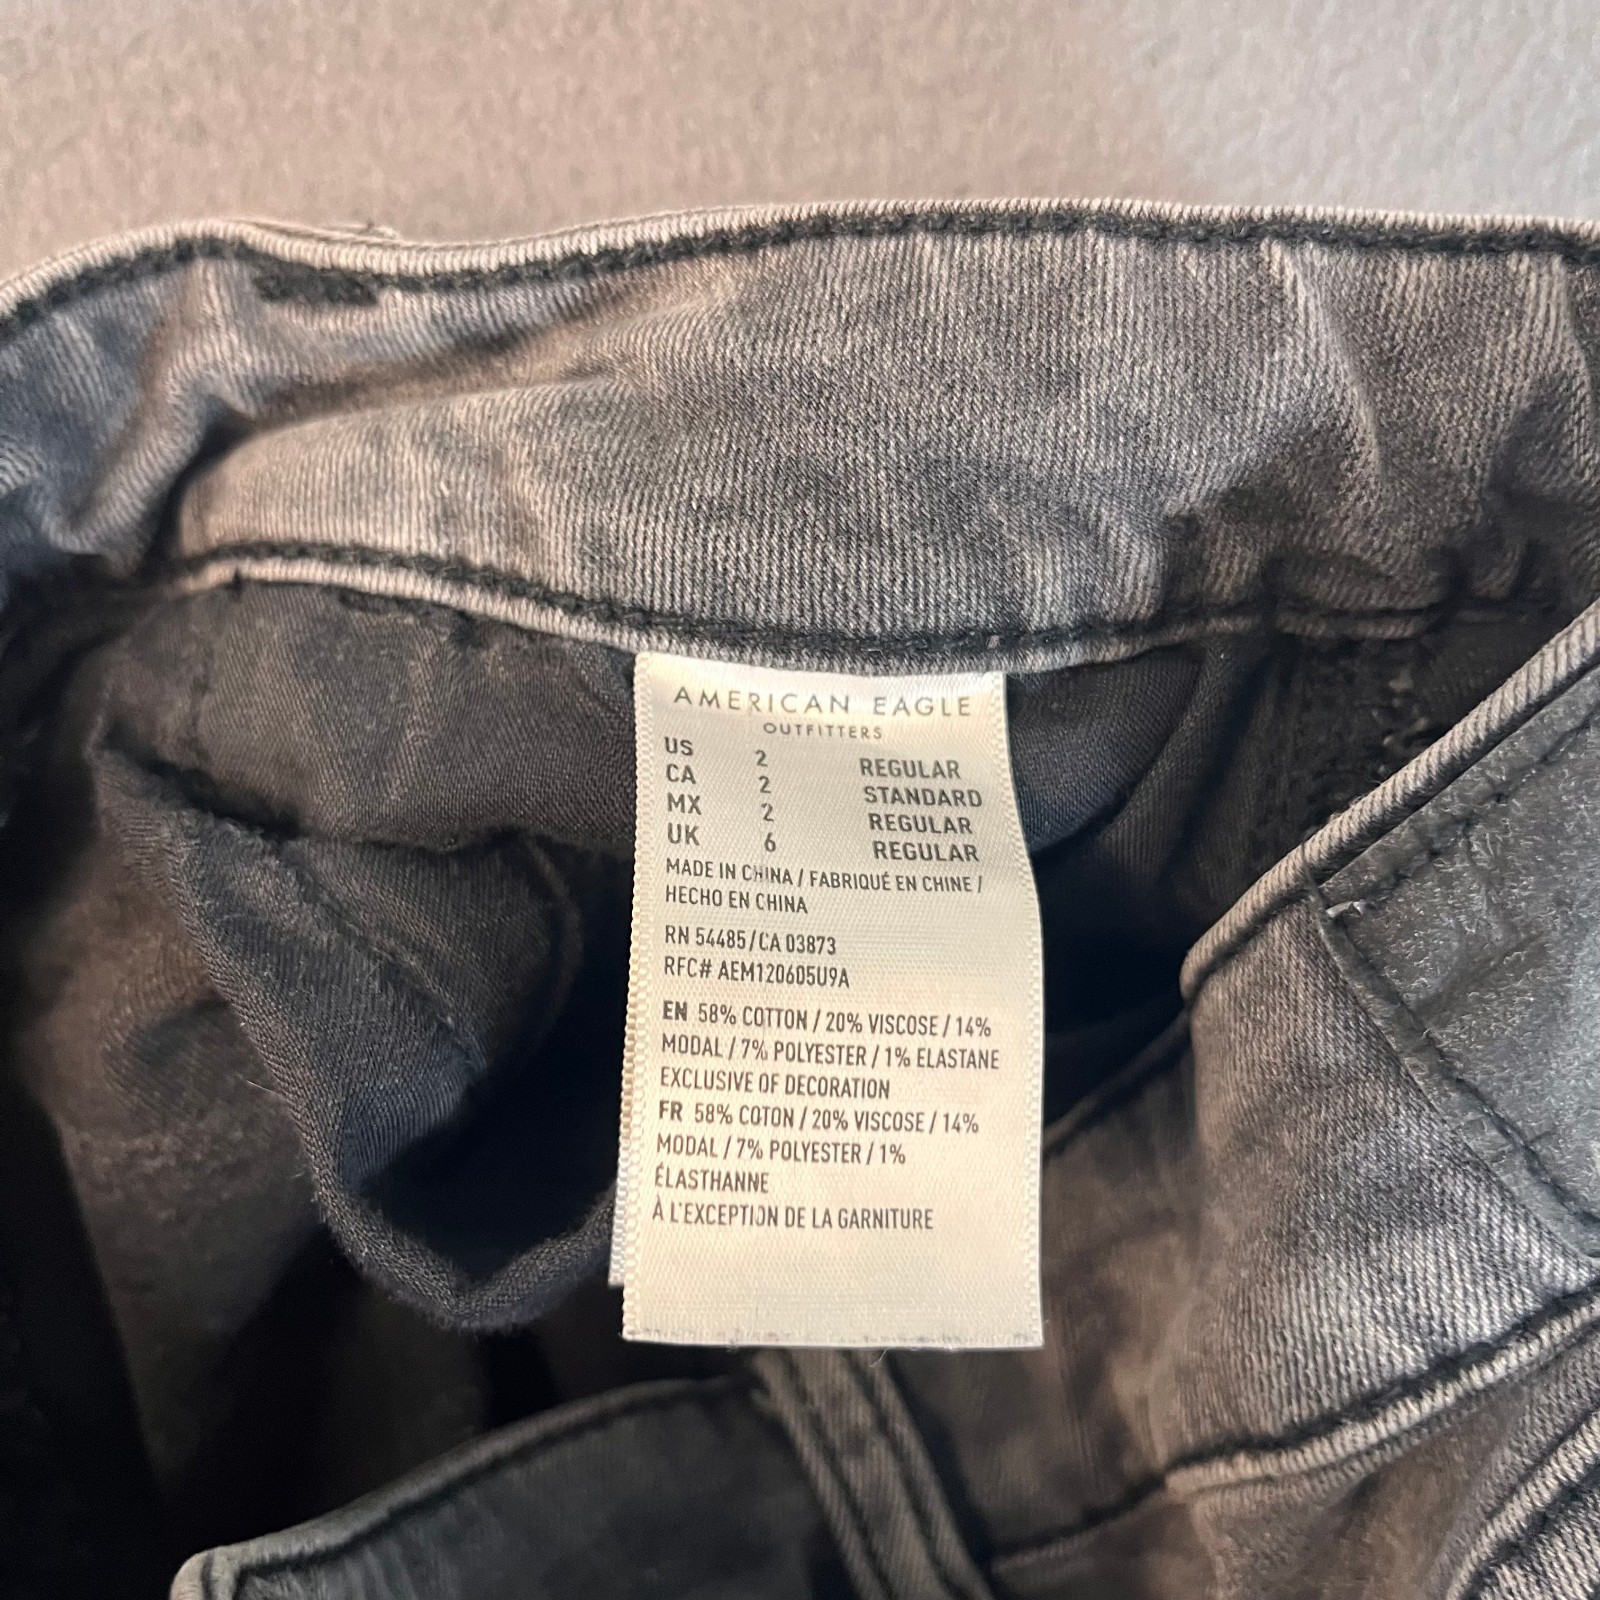 AMERICAN EAGLE
OUTFITTERS
US 2 REGULAR
CA 2 STANDARD
MX 2 REGULAR
UK 6 REGULAR
MADE IN CHINA / FABRIQUÉ EN CHINE /
HECHO EN CHINA
RN 54485 / CA 03873
RFC# AEM120605U9A
EN 58% COTTON / 20% VISCOSE / 14%
MODAL / 7% POLYESTER / 1% ELASTANE
EXCLUSIVE OF DECORATION
FR 58% COTON / 20% VISCOSE / 14%
MODAL / 7% POLYESTER / 1%
ÉLASTHANNE
À L'EXCEPTION DE LA GARNITURE